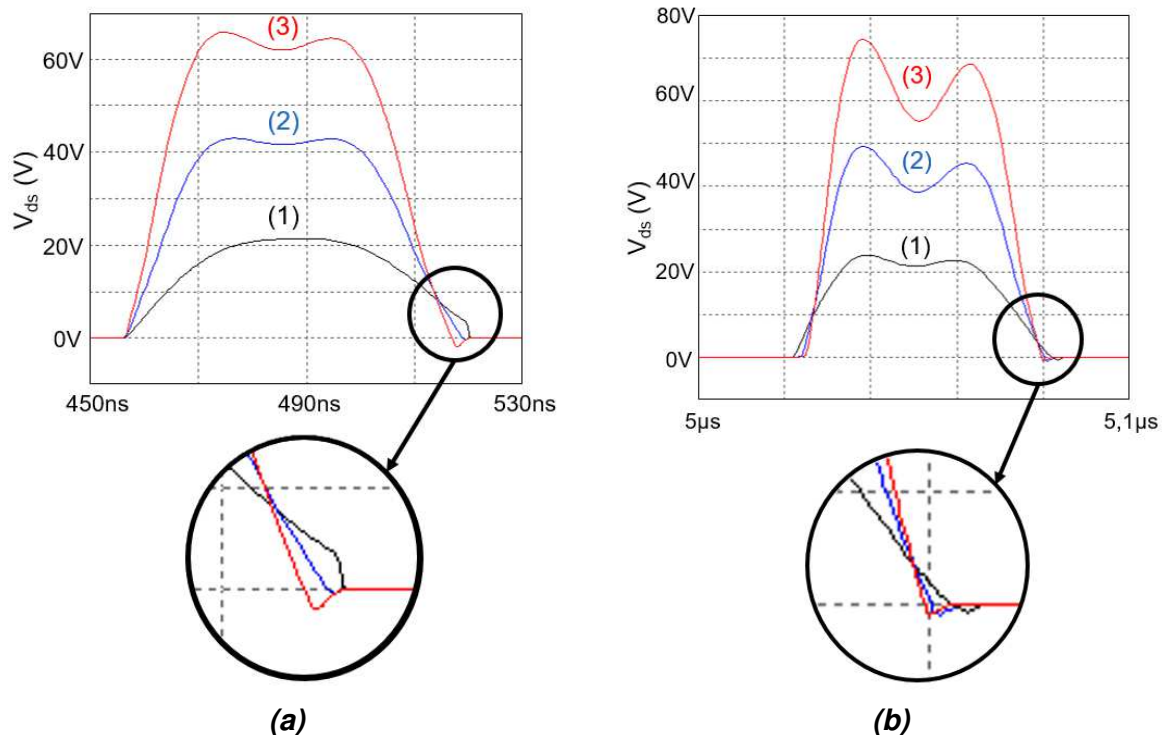 60V
40V
20V
0V
V_ds (V)
(3)
(2)
(1)
450ns
490ns
530ns
(a)
80V
60V
40V
20V
0V
V_ds (V)
(3)
(2)
(1)
5µs
5,1µs
(b)